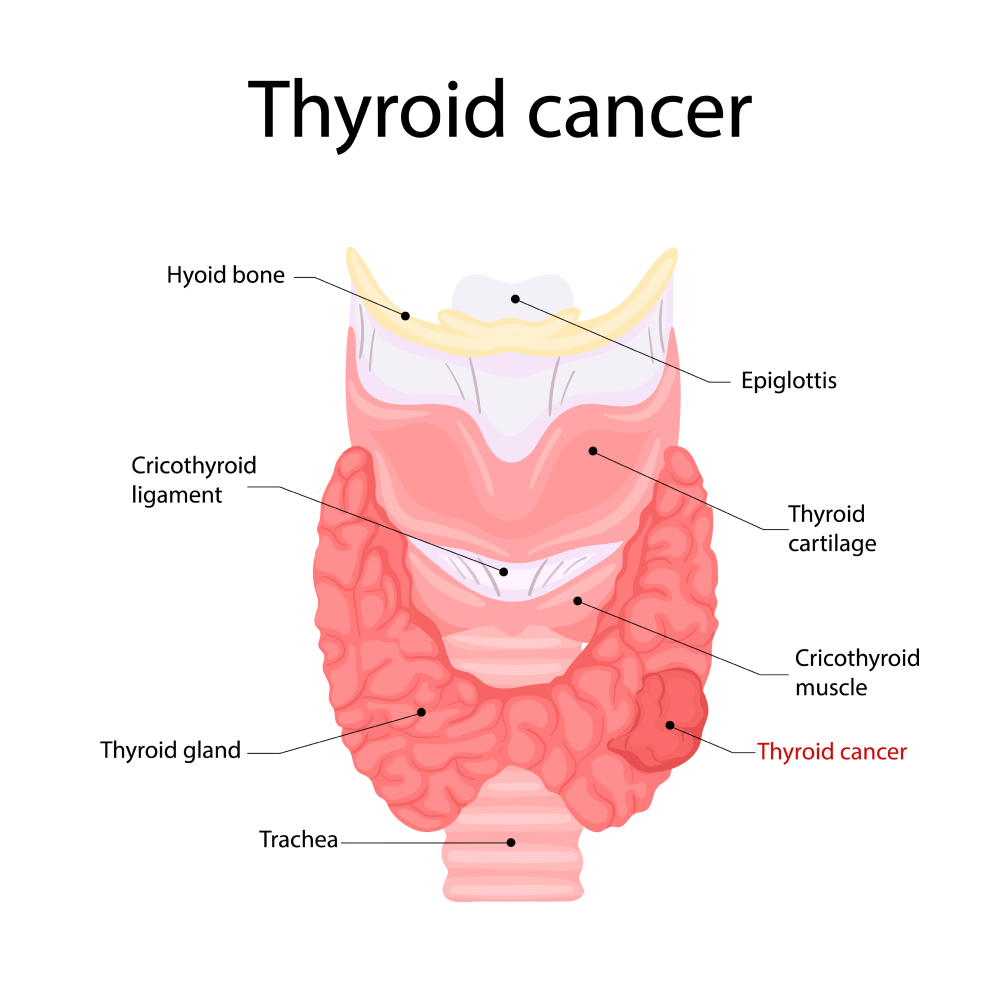 Thyroid cancer
Hyoid bone
Epiglottis
Cricothyroid
ligament
Thyroid
cartilage
Cricothyroid
muscle
Thyroid gland
Thyroid cancer
Trachea